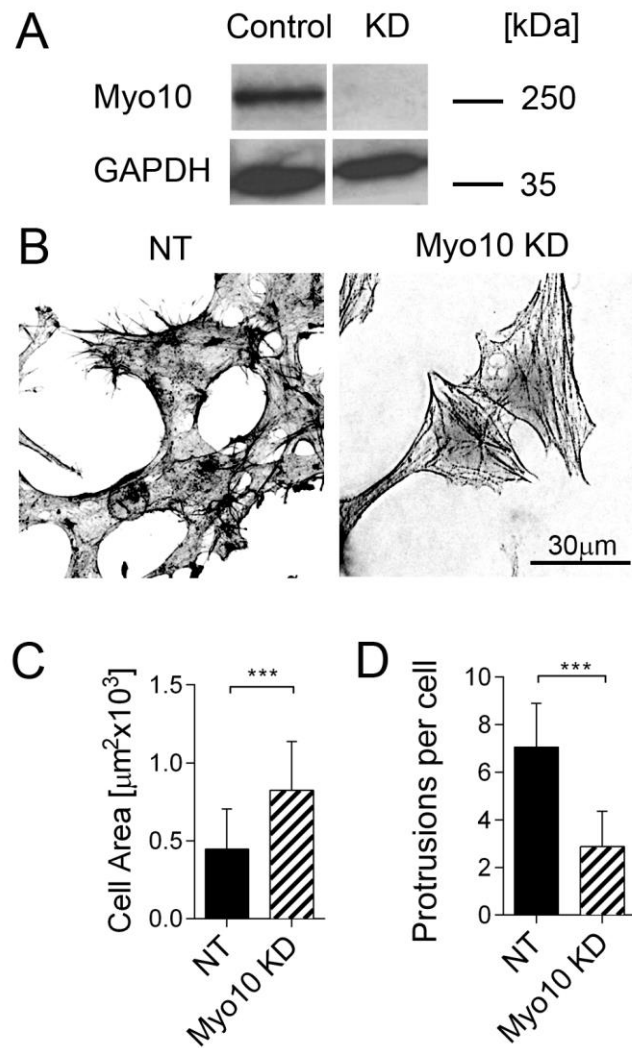 A
Control KD [kDa]
Myo10 250
GAPDH 35
B
NT Myo10 KD
30μm
C
Cell Area [μm²x10³]
1.5
1.0
0.5
0.0
***
NT
Myo10 KD
D
Protrusions per cell
10
8
6
4
2
0
***
NT
Myo10 KD